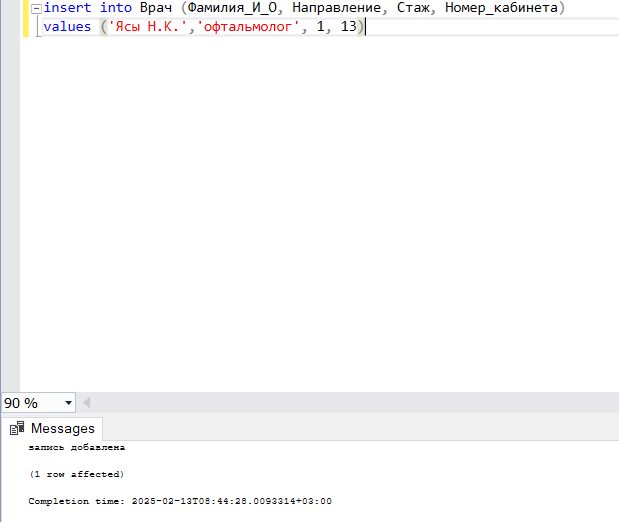 insert into Врач (Фамилия_И_О, Направление, Стаж, Номер_кабинета)
values ('Ясы Н.К.','офтальмолог', 1, 13)
90 %
Messages
запись добавлена
(1 row affected)
Completion time: 2025-02-13T08:44:28.0093314+03:00